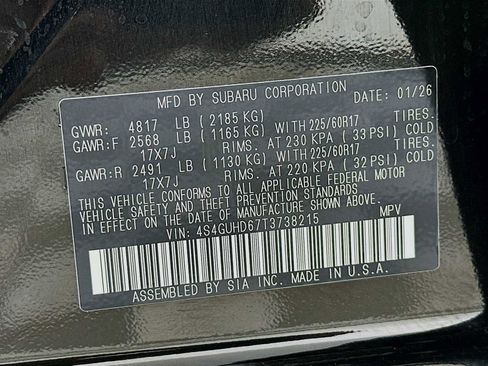 MFD BY SUBARU CORPORATION DATE: 01/26
GVWR: 4817 LB (2185 KG)
GAWR:F 2568 LB (1165 KG) WITH 225/60R17 TIRES.
17X7J RIMS. AT 230 KPA (33 PSI) COLD
GAWR:R 2491 LB (1130 KG) WITH 225/60R17 TIRES.
17X7J RIMS. AT 220 KPA (32 PSI) COLD
THIS VEHICLE CONFORMS TO ALL APPLICABLE FEDERAL MOTOR
VEHICLE SAFETY AND THEFT PREVENTION STANDARDS
IN EFFECT ON THE DATE OF MANUFACTURE SHOWN ABOVE.
VIN: 4S4GUHD67T3738215 MPV
ASSEMBLED BY SIA INC. MADE IN U.S.A.